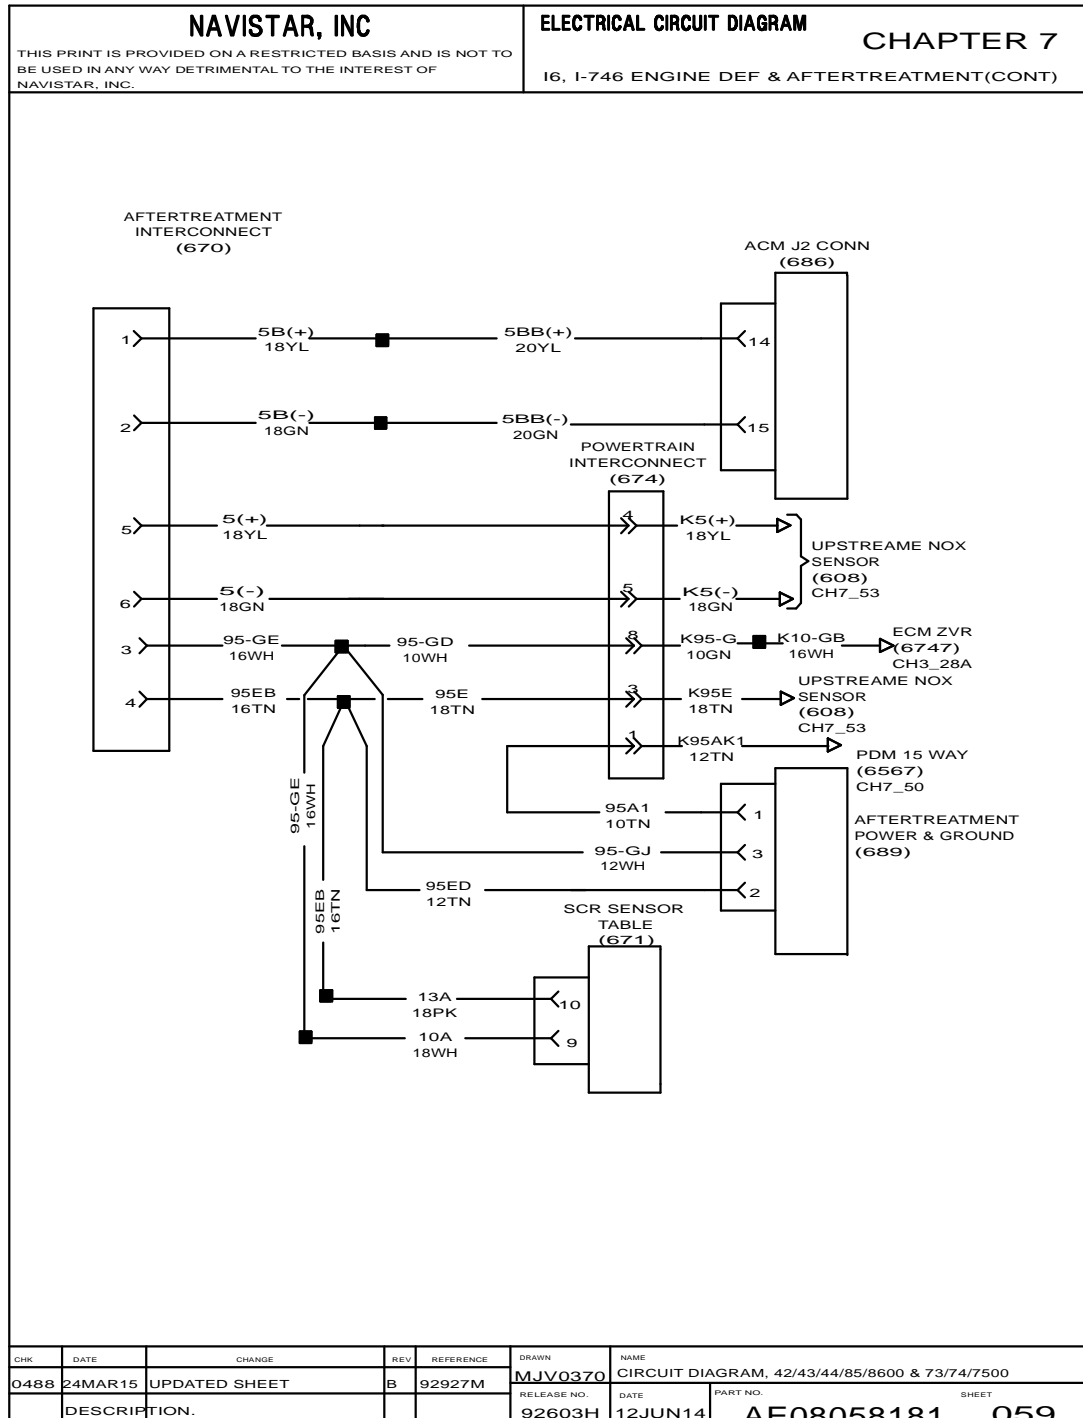 NAVISTAR, INC
THIS PRINT IS PROVIDED ON A RESTRICTED BASIS AND IS NOT TO
BE USED IN ANY WAY DETRIMENTAL TO THE INTEREST OF
NAVISTAR, INC.
ELECTRICAL CIRCUIT DIAGRAM
CHAPTER 7
I6, I-746 ENGINE DEF & AFTERTREATMENT(CONT)
AFTERTREATMENT
INTERCONNECT
(670)
ACM J2 CONN
(686)
1
5B(+)
18YL
5BB(+)
20YL
14
2
5B(-)
18GN
5BB(-)
20GN
15
POWERTRAIN
INTERCONNECT
(674)
5
5(+)
18YL
4
K5(+)
18YL
UPSTREAME NOX
SENSOR
(608)
CH7_53
6
5(-)
18GN
5
K5(-)
18GN
3
95-GE
16WH
95-GD
10WH
8
K95-G
10GN
K10-GB
16WH
ECM ZVR
(6747)
CH3_28A
4
95EB
16TN
95E
18TN
3
K95E
18TN
UPSTREAME NOX
SENSOR
(608)
CH7_53
1
K95AK1
12TN
PDM 15 WAY
(6567)
CH7_50
95-GE
16WH
95A1
10TN
1
AFTERTREATMENT
POWER & GROUND
(689)
95-GJ
12WH
3
95EB
16TN
95ED
12TN
2
SCR SENSOR
TABLE
(671)
13A
18PK
10
10A
18WH
9
CHK DATE CHANGE REV REFERENCE
0488 24MAR15 UPDATED SHEET B 92927M
DESCRIPTION.
DRAWN
MJV0370
NAME
CIRCUIT DIAGRAM, 42/43/44/85/8600 & 73/74/7500
RELEASE NO.
92603H
DATE
12JUN14
PART NO.
AE08058181
SHEET
059